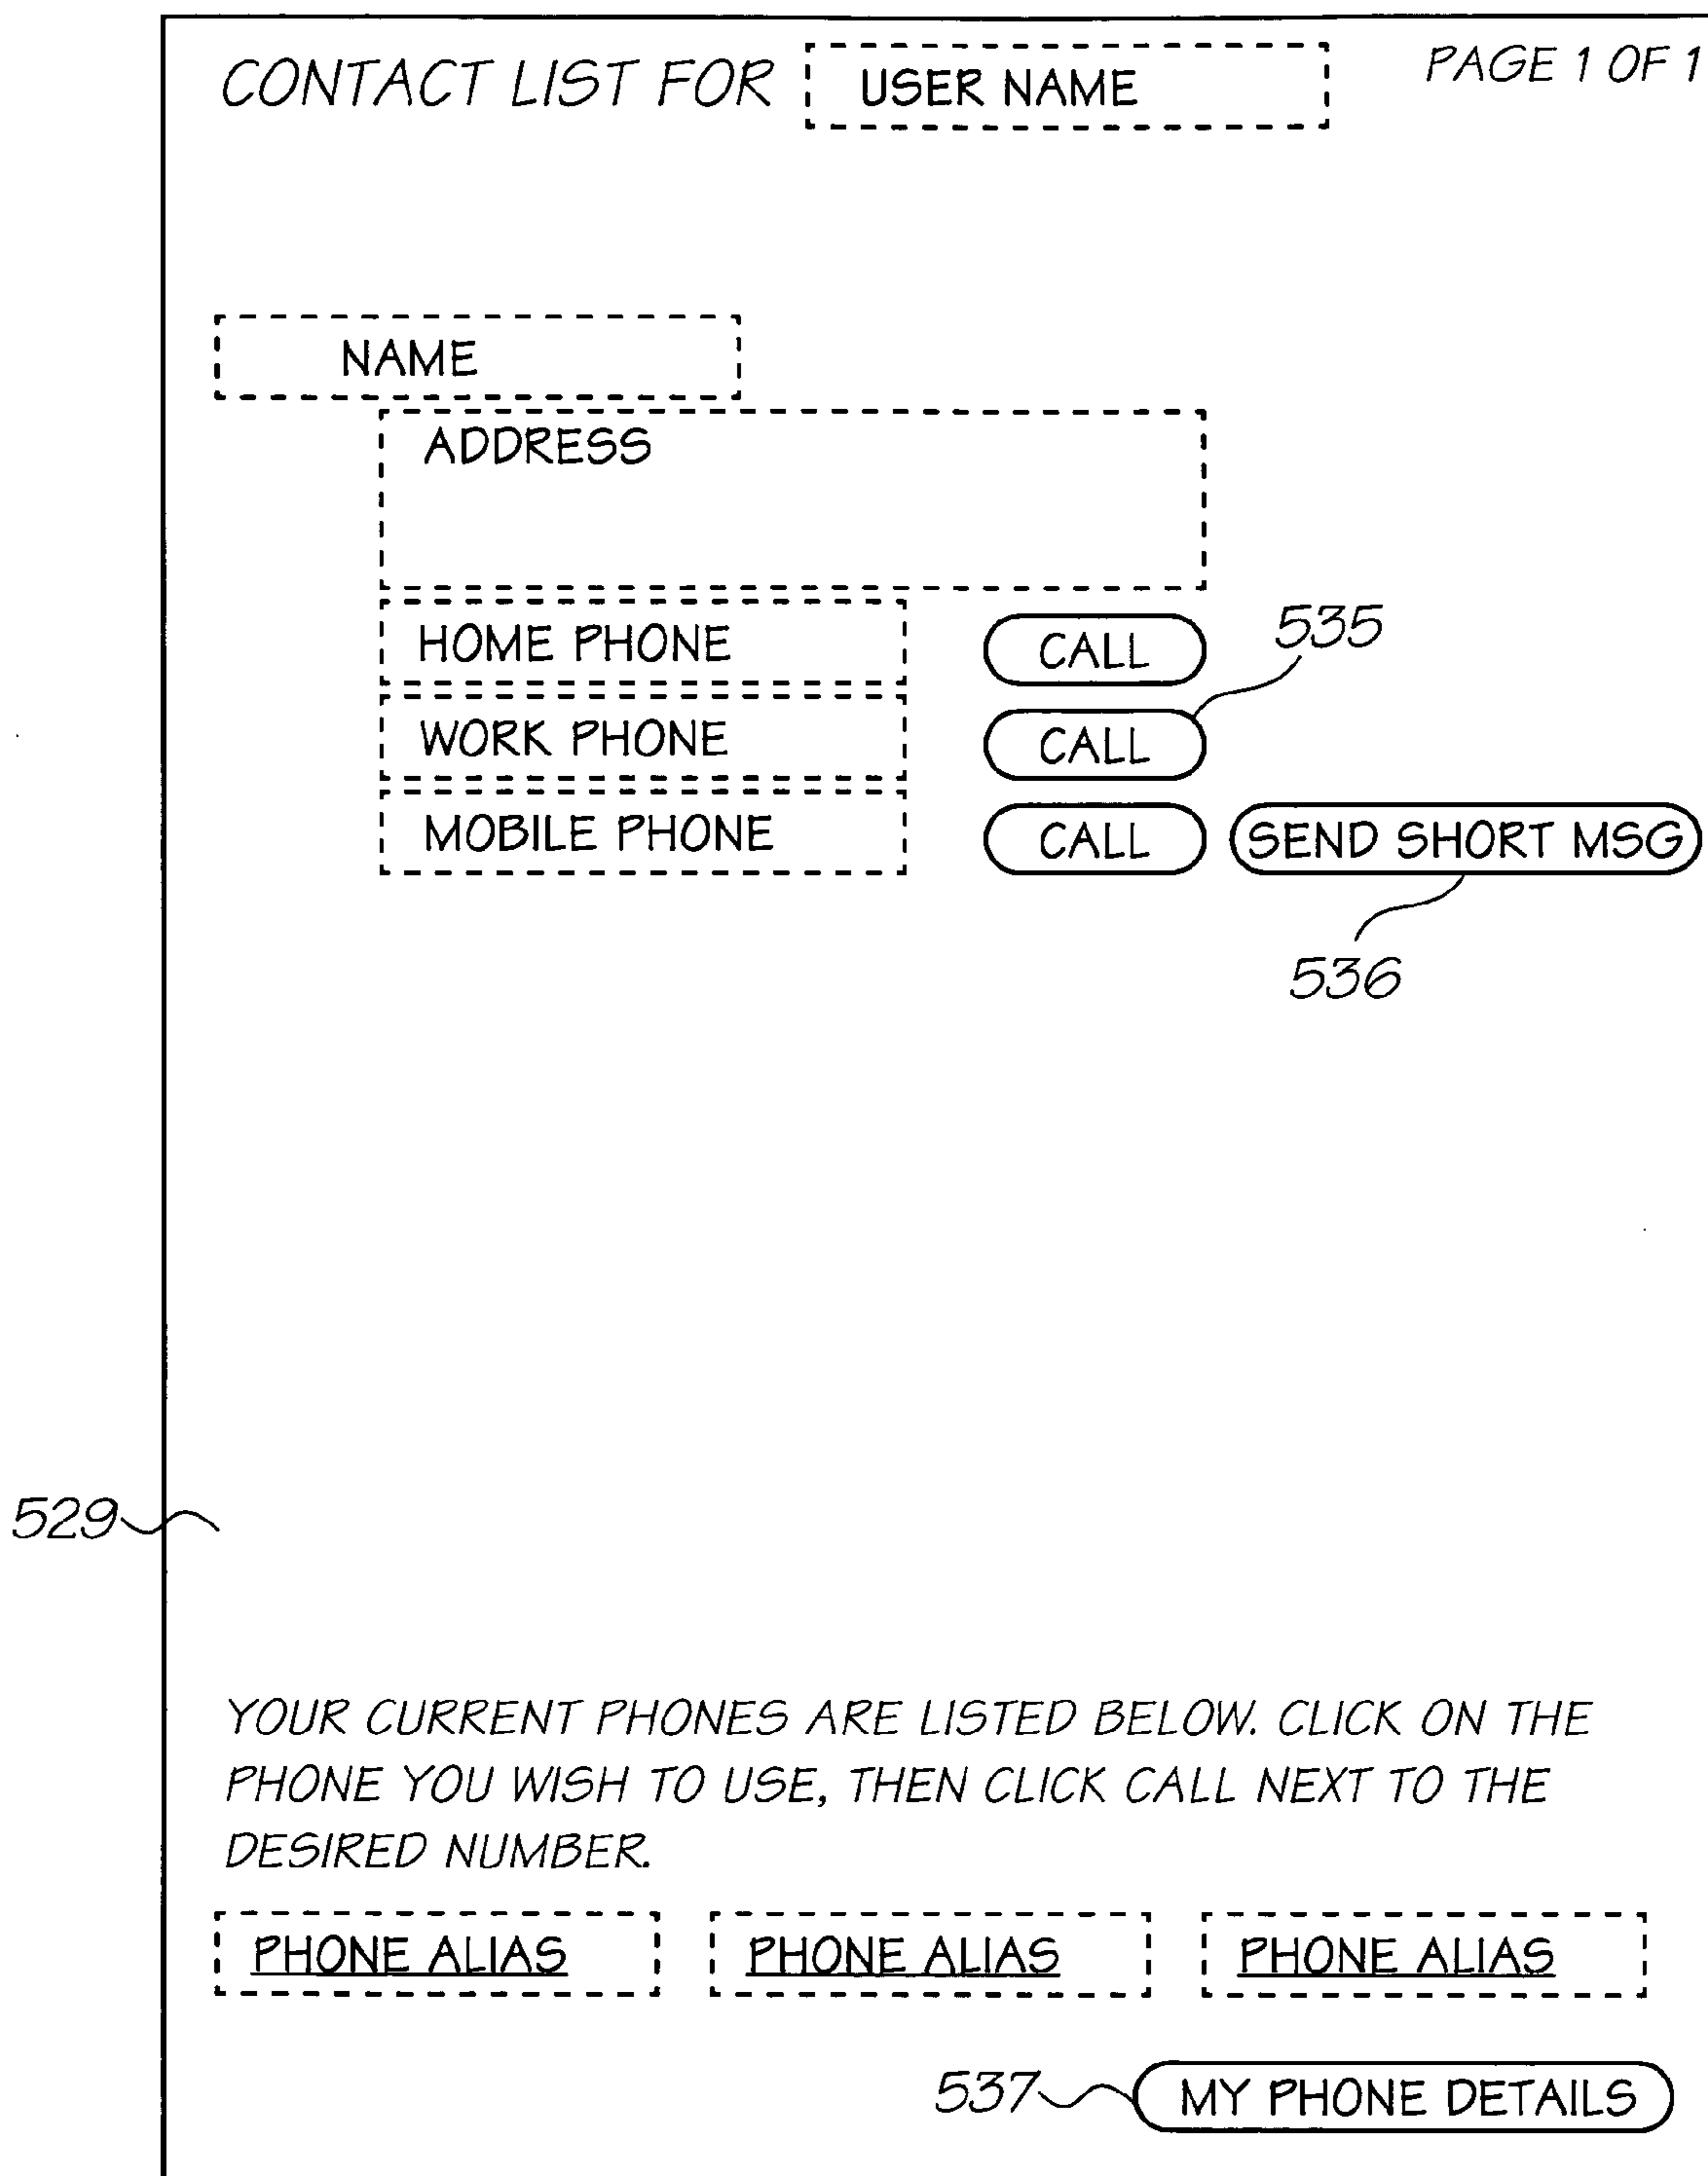 CONTACT LIST FOR USER NAME PAGE 1 OF 1
NAME
ADDRESS
HOME PHONE CALL 535
WORK PHONE CALL
MOBILE PHONE CALL SEND SHORT MSG
536
529
YOUR CURRENT PHONES ARE LISTED BELOW. CLICK ON THE
PHONE YOU WISH TO USE, THEN CLICK CALL NEXT TO THE
DESIRED NUMBER.
PHONE ALIAS PHONE ALIAS PHONE ALIAS
537 MY PHONE DETAILS